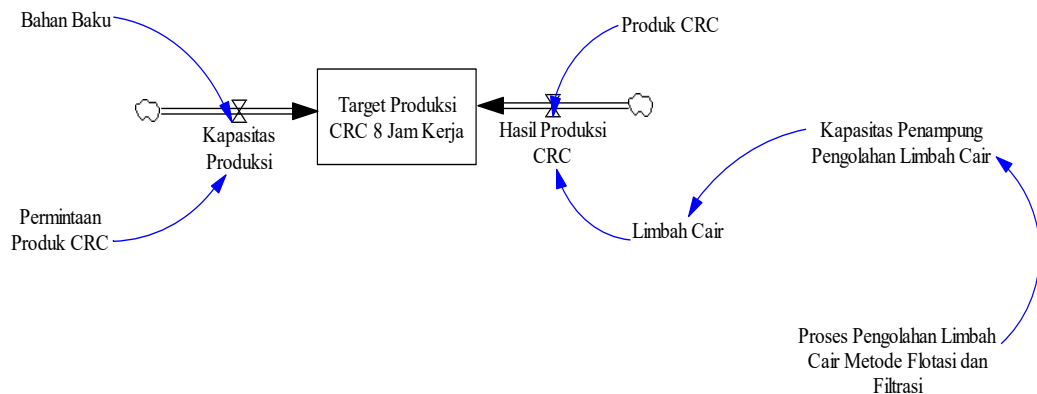 Bahan Baku
Produk CRC
Target Produksi
CRC 8 Jam Kerja
Kapasitas
Produksi
Hasil Produksi
CRC
Kapasitas Penampung
Pengolahan Limbah Cair
Permintaan
Produk CRC
Limbah Cair
Proses Pengolahan Limbah
Cair Metode Flotasi dan
Filtrasi